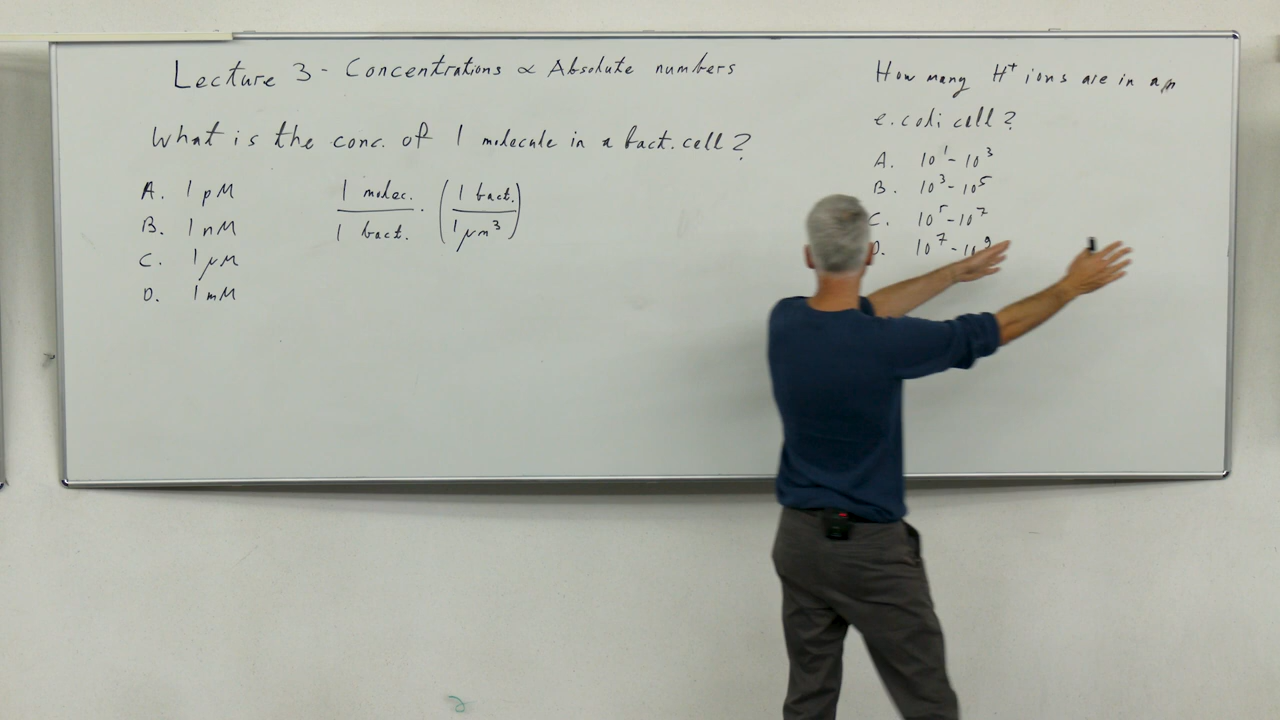 Lecture 3 - Concentrations & Absolute numbers
What is the conc. of 1 molecule in a bact. cell?
A. 1 pM
B. 1 nM
C. 1 μM
D. 1 mM
1 molec. / 1 bact. · (1 bact. / 1 μm³)
How many H⁺ ions are in an
e. coli cell?
A. 10¹ - 10³
B. 10³ - 10⁵
C. 10⁵ - 10⁷
D. 10⁷ - 10⁹